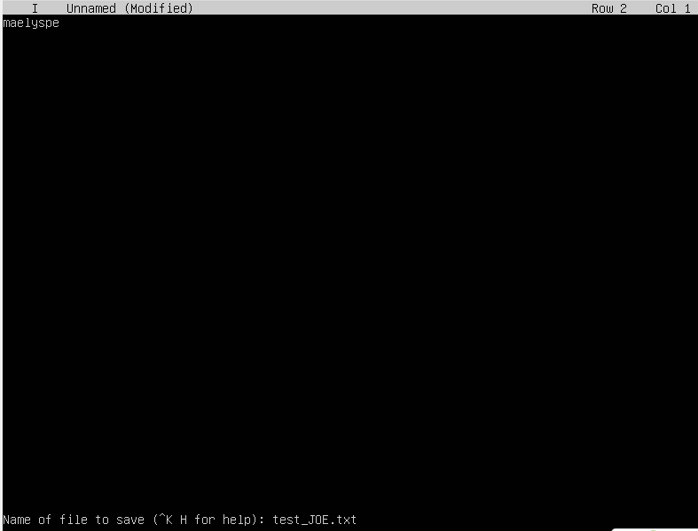 I Unnamed (Modified) Row 2 Col 1
maelyspe
Name of file to save (^K H for help): test_JOE.txt